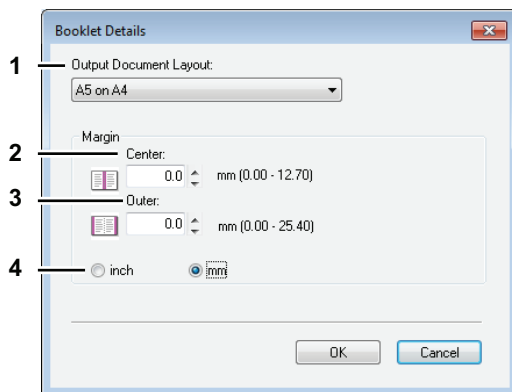 Booklet Details
1 Output Document Layout:
A5 on A4
Margin
2 Center:
0.0 mm (0.00 - 12.70)
3 Outer:
0.0 mm (0.00 - 25.40)
4 inch mm
OK Cancel